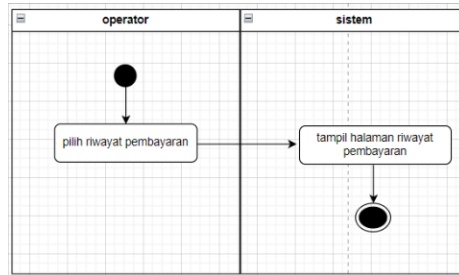 operator
sistem
pilih riwayat pembayaran
tampil halaman riwayat
pembayaran